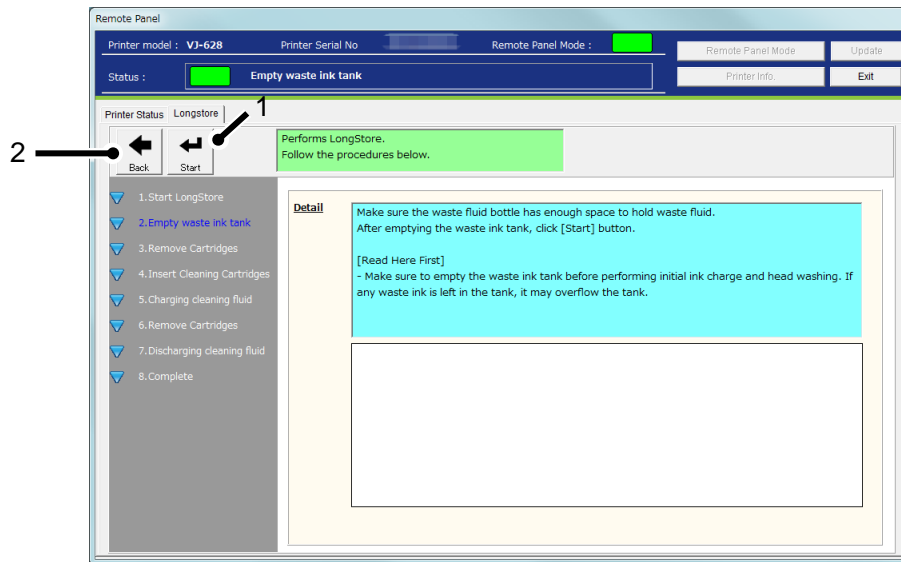 Remote Panel
Printer model : VJ-628 Printer Serial No Remote Panel Mode :
Remote Panel Mode Update
Status : Empty waste ink tank
Printer Info. Exit
Printer Status Longstore
1
2
Back Start
Performs LongStore.
Follow the procedures below.
1.Start LongStore
2.Empty waste ink tank
3.Remove Cartridges
4.Insert Cleaning Cartridges
5.Charging cleaning fluid
6.Remove Cartridges
7.Discharging cleaning fluid
8.Complete
Detail
Make sure the waste fluid bottle has enough space to hold waste fluid.
After emptying the waste ink tank, click [Start] button.
[Read Here First]
- Make sure to empty the waste ink tank before performing initial ink charge and head washing. If
any waste ink is left in the tank, it may overflow the tank.